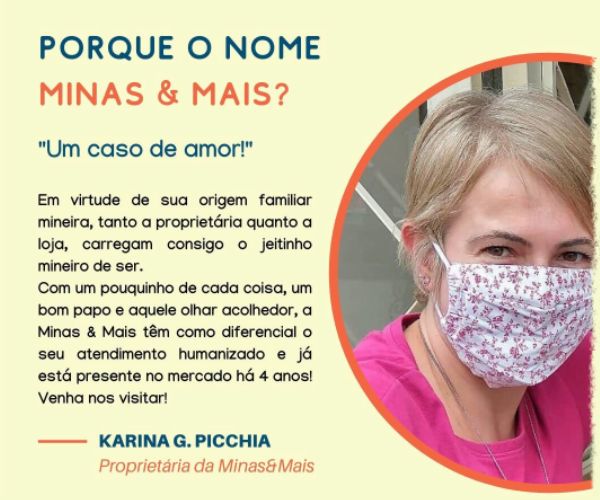 PORQUE O NOME
MINAS & MAIS?
"Um caso de amor!"
Em virtude de sua origem familiar
mineira, tanto a proprietária quanto a
loja, carregam consigo o jeitinho
mineiro de ser.
Com um pouquinho de cada coisa, um
bom papo e aquele olhar acolhedor, a
Minas & Mais têm como diferencial o
seu atendimento humanizado e já
está presente no mercado há 4 anos!
Venha nos visitar!
KARINA G. PICCHIA
Proprietária da Minas&Mais